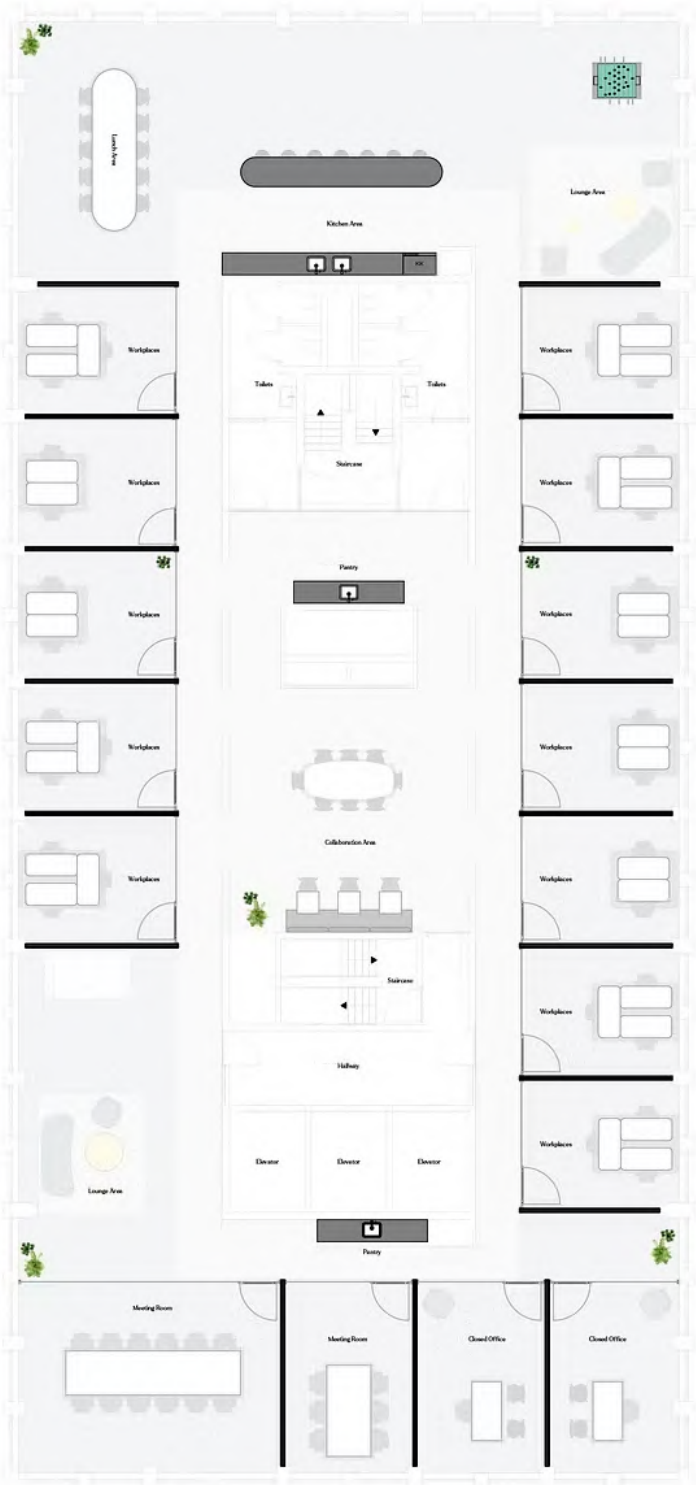 Lunch Area
Lounge Area
Kitchen Area
Workplaces
Workplaces
Toilets
Toilets
Workplaces
Staircase
Workplaces
Pantry
Workplaces
Workplaces
Workplaces
Workplaces
Collaboration Area
Workplaces
Workplaces
Staircase
Workplaces
Hallway
Workplaces
Elevator
Elevator
Elevator
Lounge Area
Pantry
Meeting Room
Meeting Room
Closed Office
Closed Office